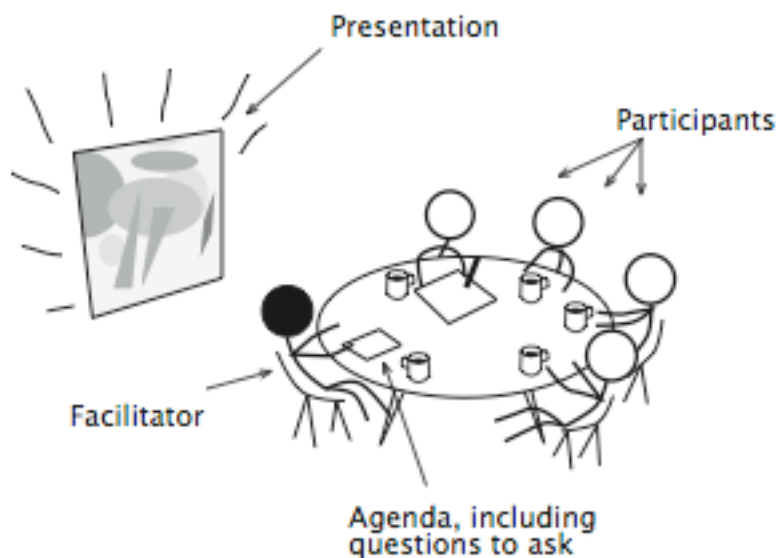 Presentation
Participants
Facilitator
Agenda, including
questions to ask